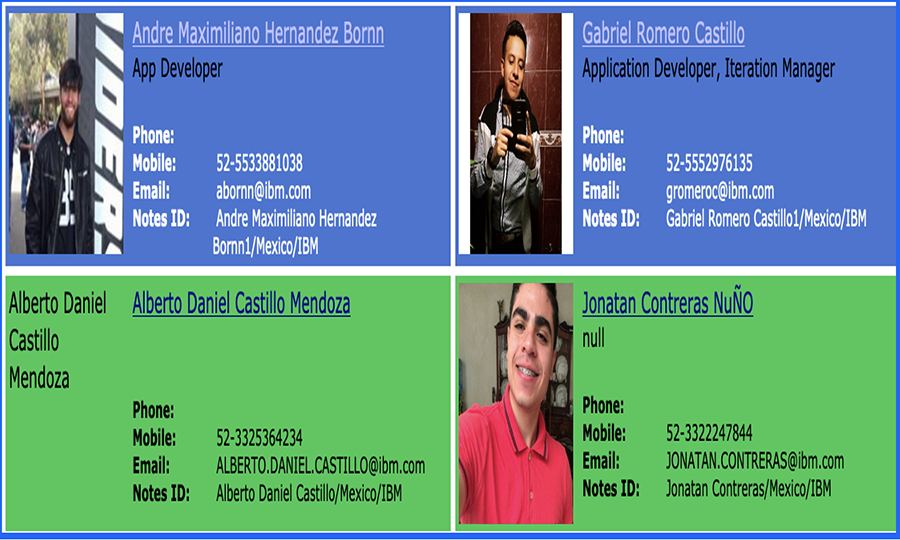 Andre Maximiliano Hernandez Bornn
App Developer
Phone:
Mobile: 52-5533881038
Email: abornn@ibm.com
Notes ID: Andre Maximiliano Hernandez
Bornn1/Mexico/IBM
Gabriel Romero Castillo
Application Developer, Iteration Manager
Phone:
Mobile: 52-5552976135
Email: gromeroc@ibm.com
Notes ID: Gabriel Romero Castillo1/Mexico/IBM
Alberto Daniel
Castillo
Mendoza
Alberto Daniel Castillo Mendoza
Phone:
Mobile: 52-3325364234
Email: ALBERTO.DANIEL.CASTILLO@ibm.com
Notes ID: Alberto Daniel Castillo/Mexico/IBM
Jonatan Contreras NuÑO
null
Phone:
Mobile: 52-3322247844
Email: JONATAN.CONTRERAS@ibm.com
Notes ID: Jonatan Contreras/Mexico/IBM